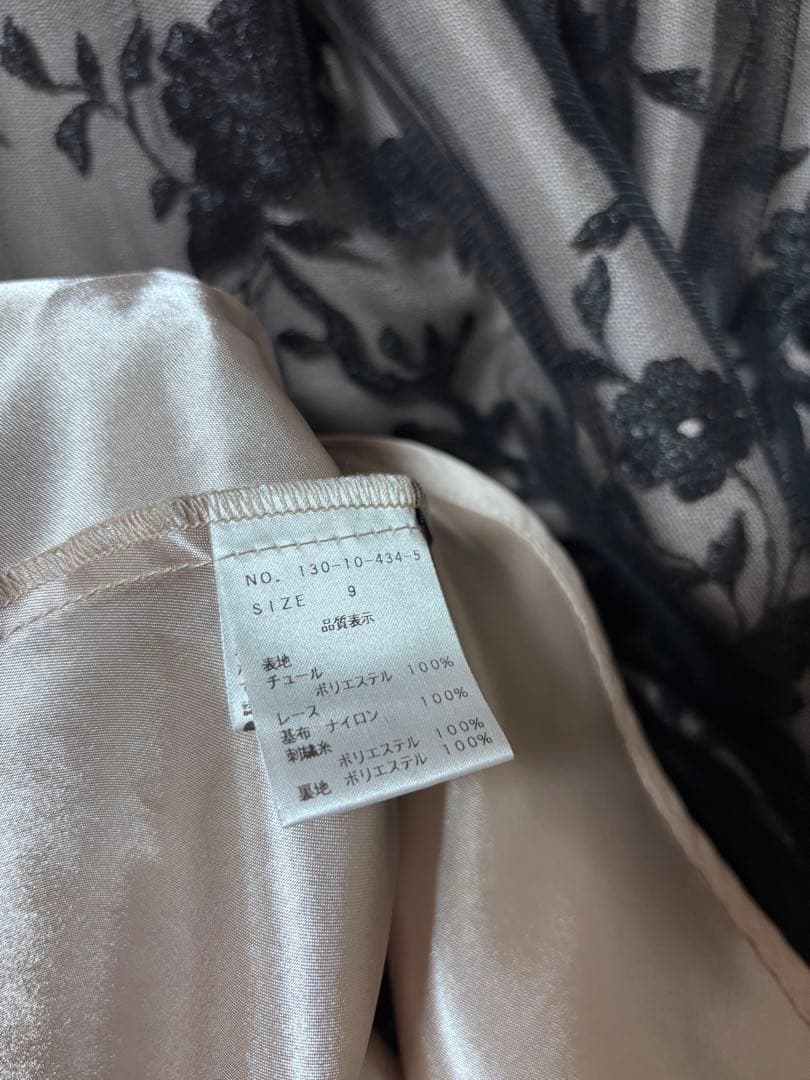 NO. 130-10-434-5
SIZE 9
品質表示
表地
チュール
ポリエステル 100%
レース
基布 ナイロン 100%
刺繍糸
ポリエステル 100%
裏地 ポリエステル 100%